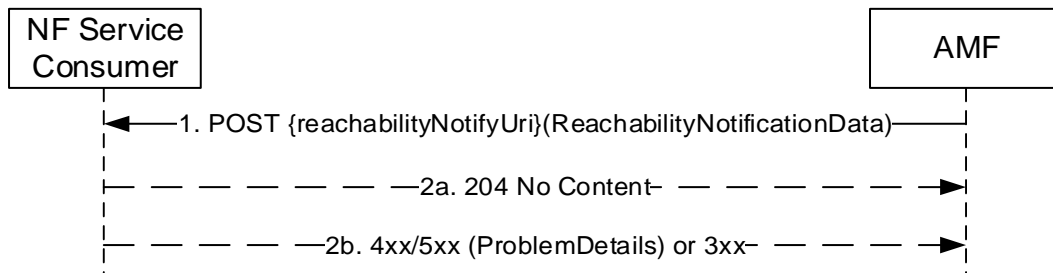 NF Service
Consumer
AMF
1. POST {reachabilityNotifyUri}(ReachabilityNotificationData)
2a. 204 No Content
2b. 4xx/5xx (ProblemDetails) or 3xx